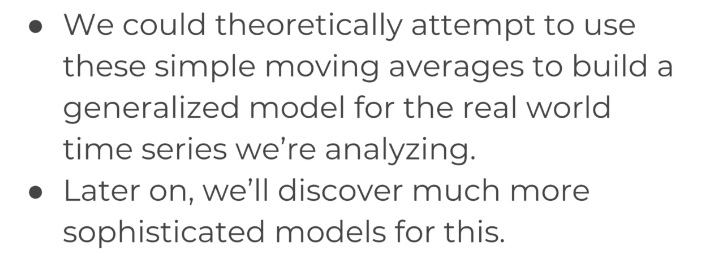 ● We could theoretically attempt to use
these simple moving averages to build a
generalized model for the real world
time series we’re analyzing.
● Later on, we’ll discover much more
sophisticated models for this.